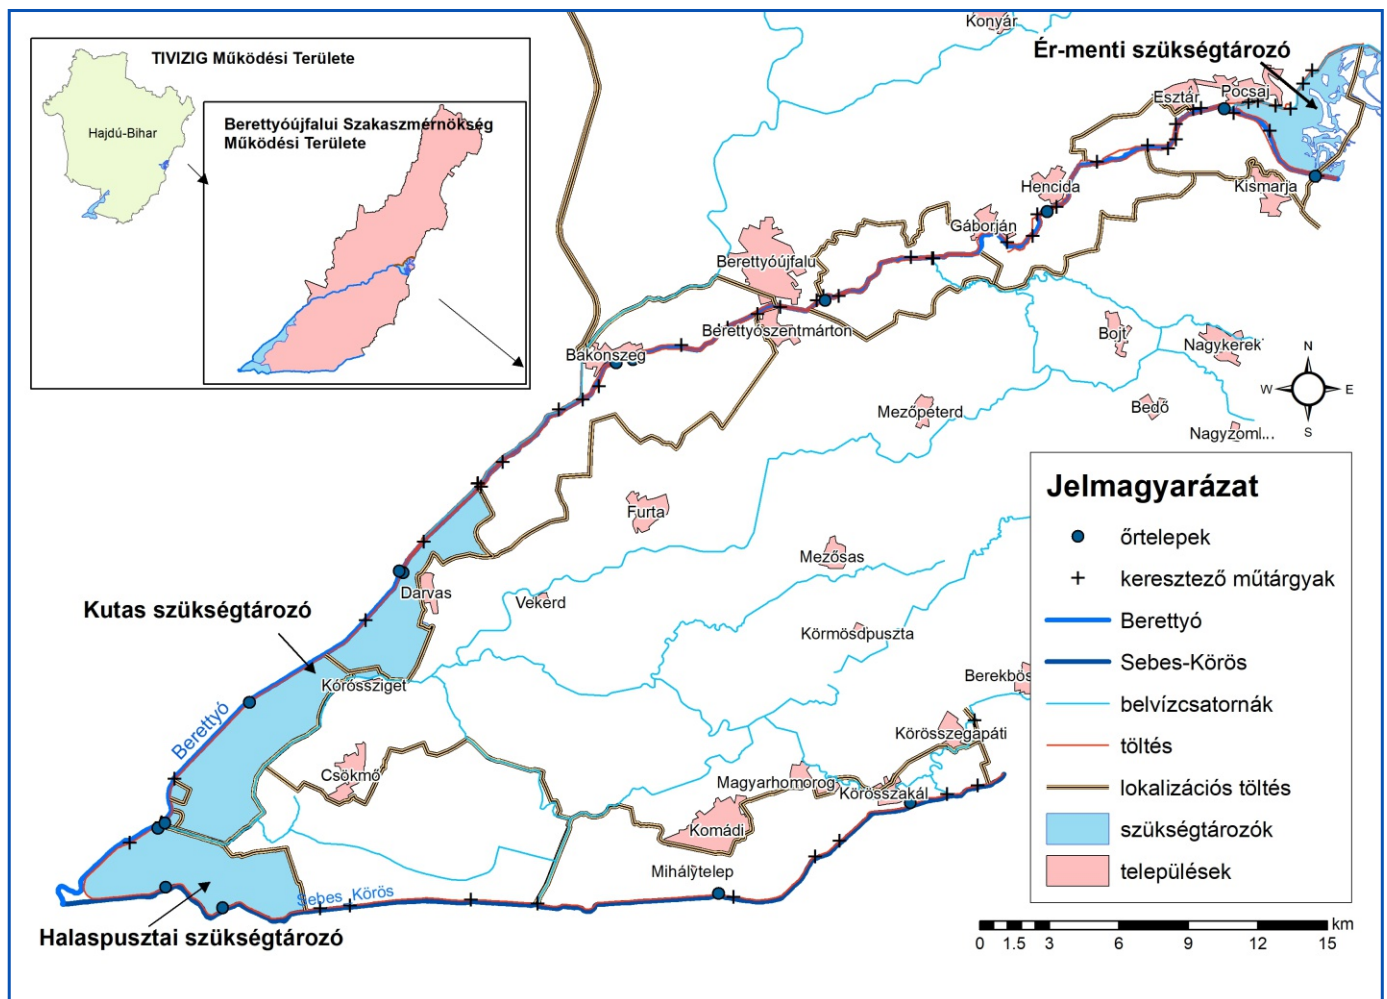 TIVIZIG Működési Területe
Hajdú-Bihar
Berettyóújfalui Szakaszmérnökség
Működési Területe
Konyár
Ér-menti szükségtározó
Esztár
Pocsaj
Kismarja
Hencida
Gáborján
Berettyóújfalu
Berettyószentmárton
Bakonszeg
Bojt
Nagykerek
Mezőpeterd
Bedő
Nagyzoml...
N
W
E
S
Furta
Mezősas
Darvas
Vekerd
Körmösdpuszta
Kutas szükségtározó
Körössziget
Berekbös
Berettyó
Körösszegapáti
Csökmő
Magyarhomorog
Körösszakál
Komádi
Mihálytelep
Sebes Körös
Halaspusztai szükségtározó
Jelmagyarázat
őrtelepek
keresztező műtárgyak
Berettyó
Sebes-Körös
belvízcsatornák
töltés
lokalizációs töltés
szükségtározók
települések
km
0 1.5 3 6 9 12 15